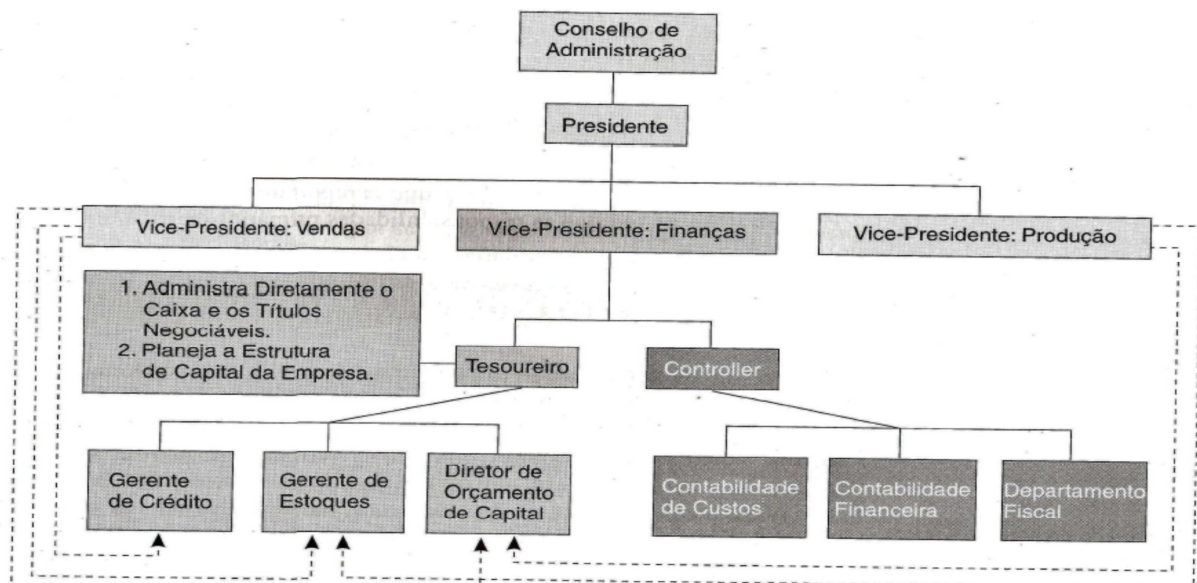 Conselho de
Administração
Presidente
Vice-Presidente: Vendas
Vice-Presidente: Finanças
Vice-Presidente: Produção
1. Administra Diretamente o
Caixa e os Títulos
Negociáveis.
2. Planeja a Estrutura
de Capital da Empresa.
Tesoureiro
Controller
Gerente
de Crédito
Gerente de
Estoques
Diretor de
Orçamento
de Capital
Contabilidade
de Custos
Contabilidade
Financeira
Departamento
Fiscal